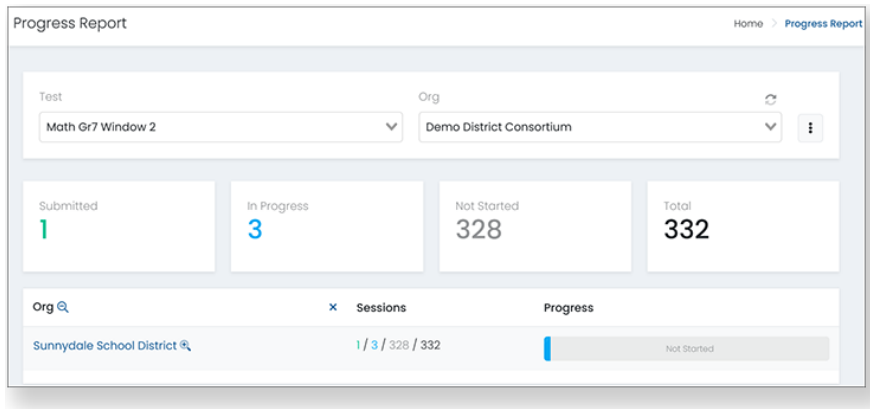 Progress Report
Home > Progress Report
Test
Org
Math Gr7 Window 2
Demo District Consortium
Submitted
1
In Progress
3
Not Started
328
Total
332
Org
× Sessions
Progress
Sunnydale School District
1 / 3 / 328 / 332
Not Started